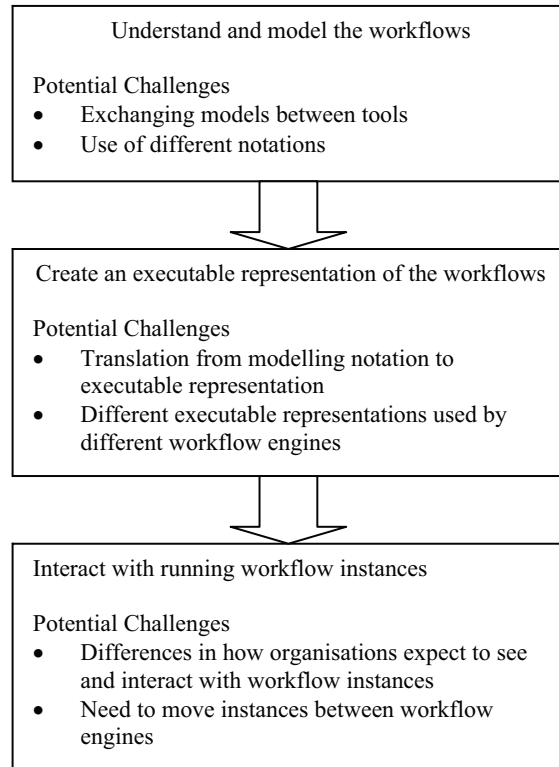 Understand and model the workflows
Potential Challenges
• Exchanging models between tools
• Use of different notations
Create an executable representation of the workflows
Potential Challenges
• Translation from modelling notation to
executable representation
• Different executable representations used by
different workflow engines
Interact with running workflow instances
Potential Challenges
• Differences in how organisations expect to see
and interact with workflow instances
• Need to move instances between workflow
engines